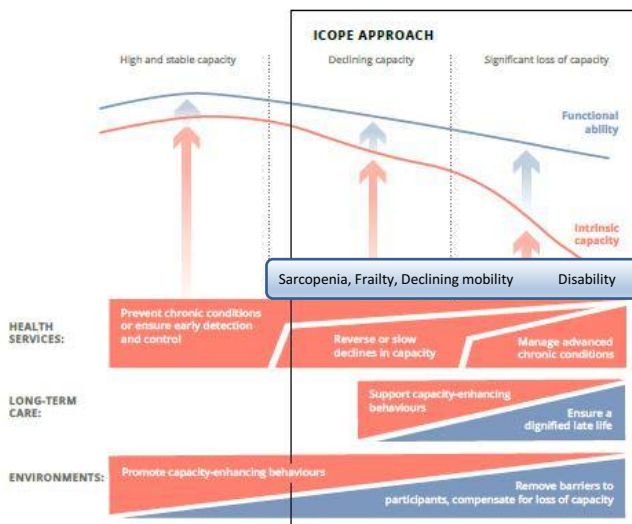 ICOPE APPROACH
High and stable capacity
Declining capacity
Significant loss of capacity
Functional
ability
Intrinsic
capacity
Sarcopenia, Frailty, Declining mobility
Disability
HEALTH
SERVICES:
Prevent chronic conditions
or ensure early detection
and control
Reverse or slow
declines in capacity
Manage advanced
chronic conditions
LONG-TERM
CARE:
Support capacity-enhancing
behaviours
Ensure a
dignified late life
ENVIRONMENTS:
Promote capacity-enhancing behaviours
Remove barriers to
participants, compensate for loss of capacity